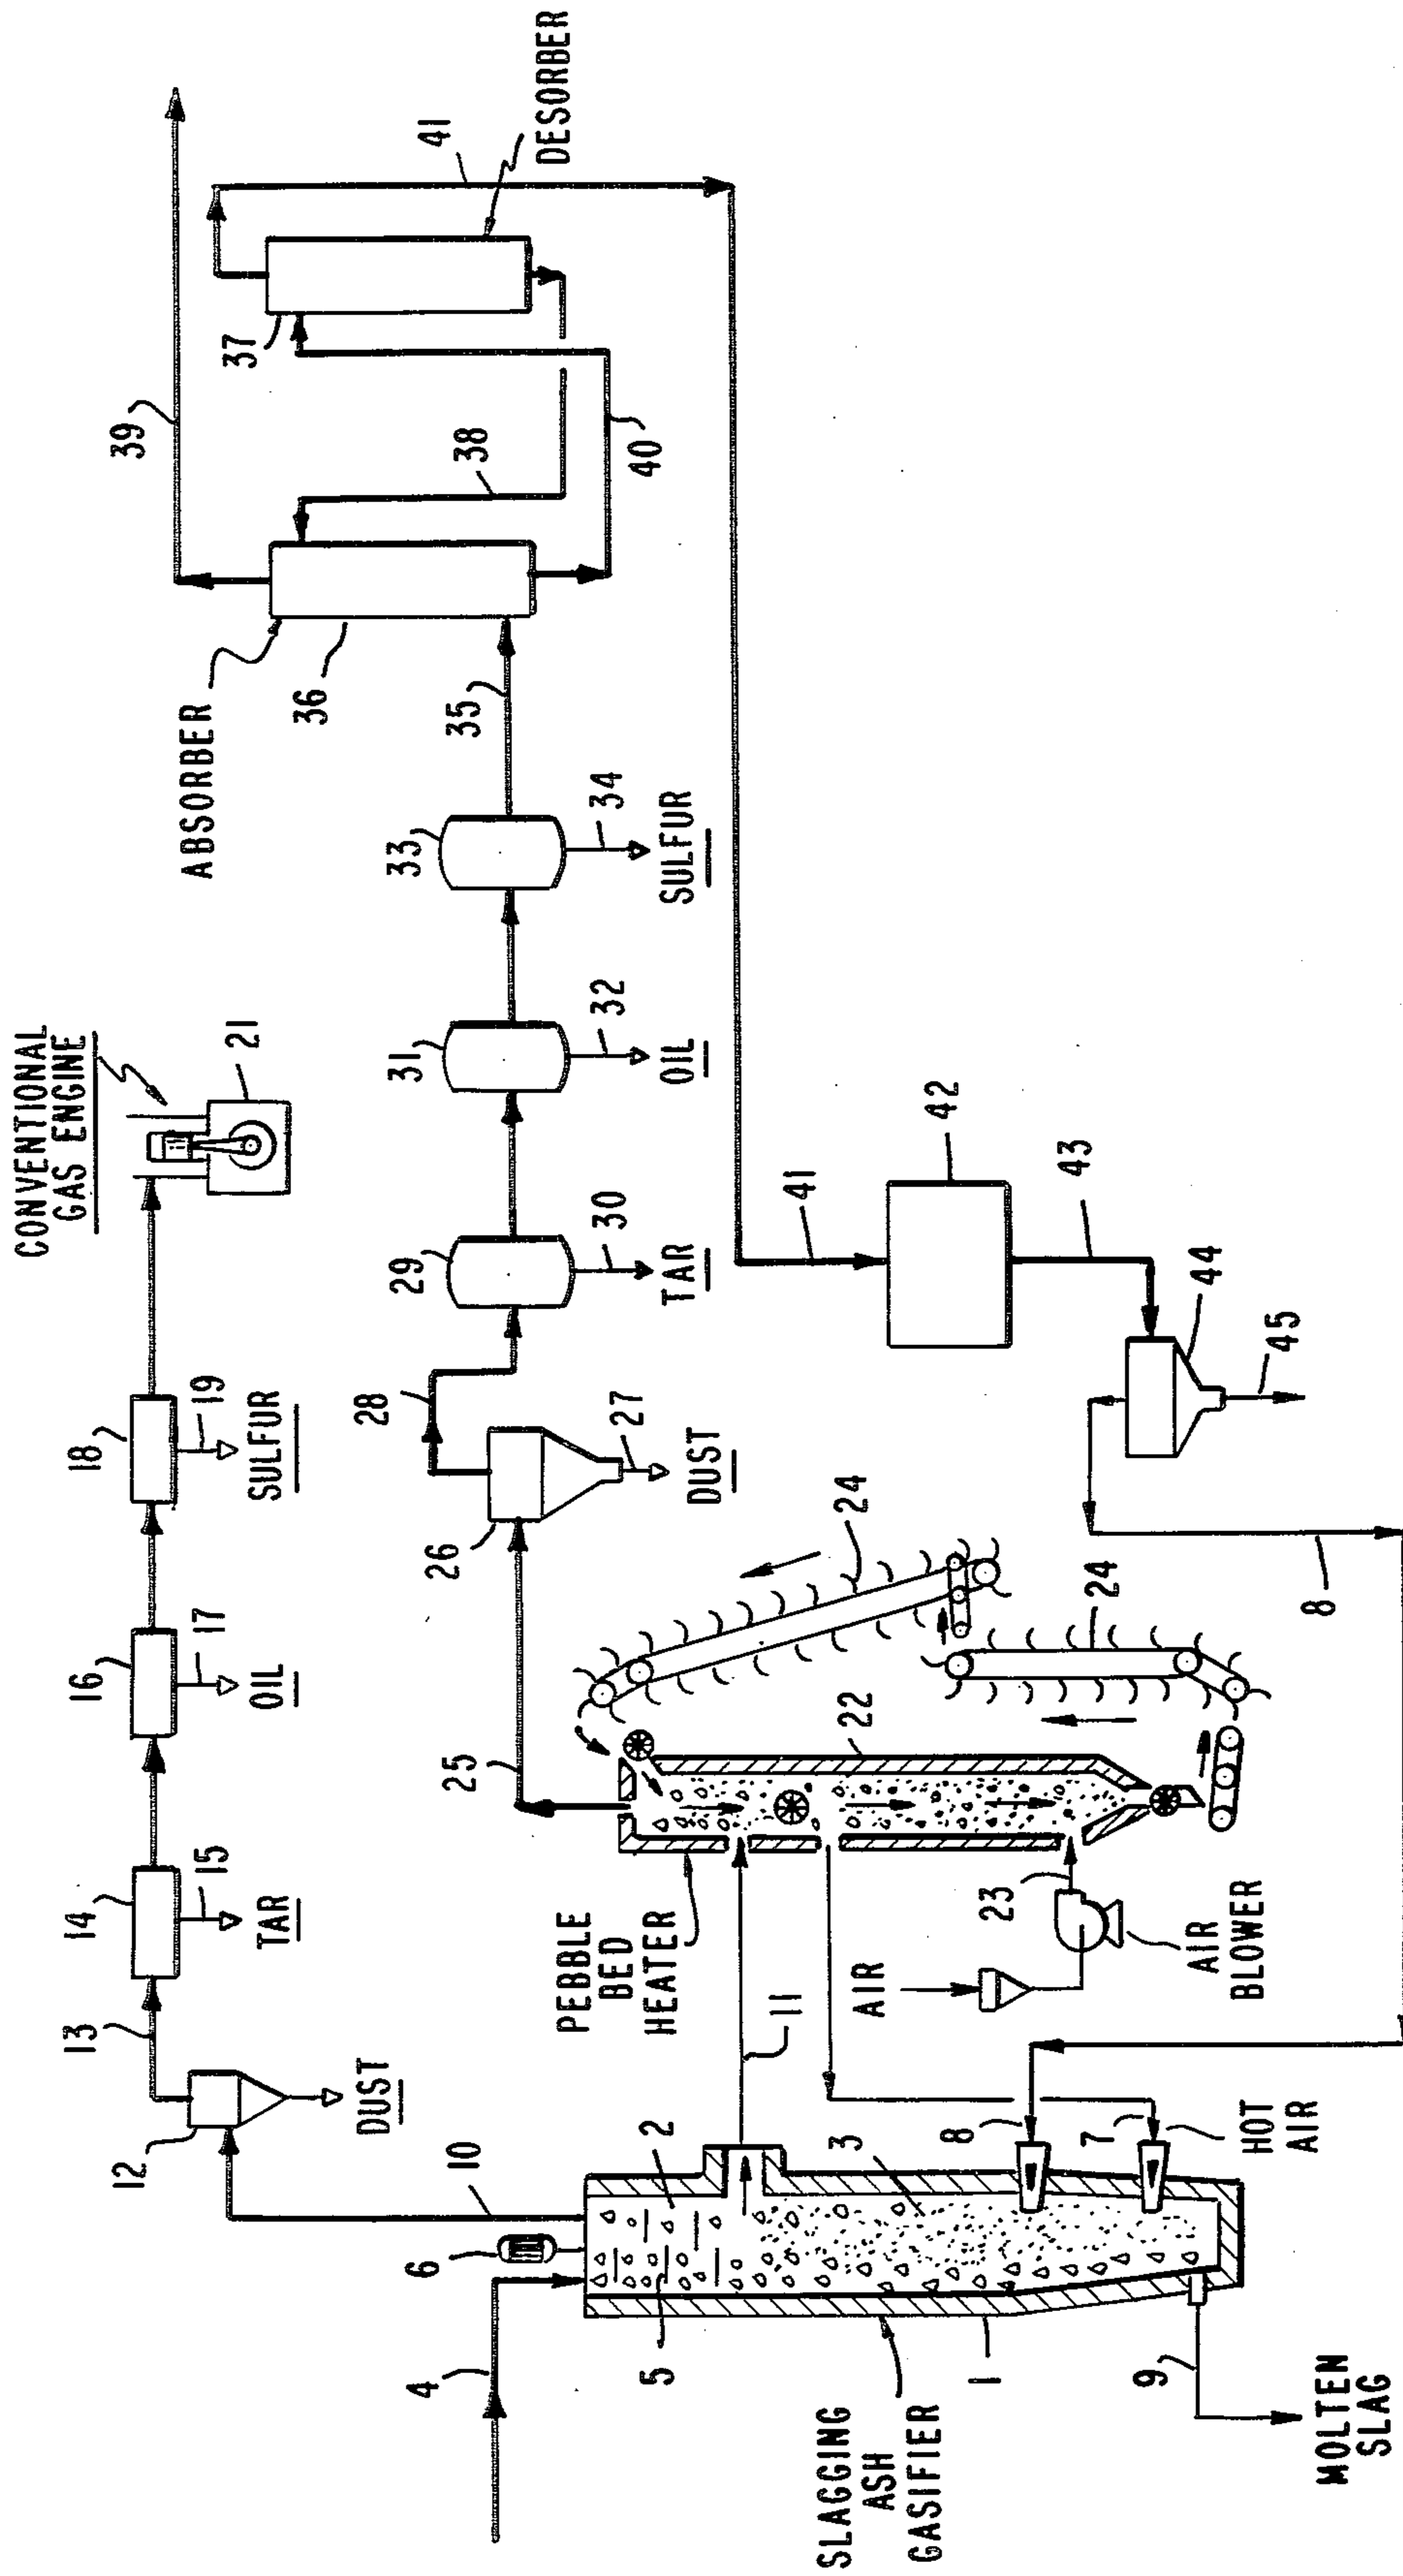 CONVENTIONAL
GAS ENGINE
21
18
19
SULFUR
16
17
OIL
14
15
TAR
13
12
DUST
10
6
4
5
2
3
1
SLAGGING
ASH
GASIFIER
9
MOLTEN
SLAG
8
7
HOT
AIR
11
PEBBLE
BED
HEATER
AIR
23
AIR
BLOWER
22
24
24
25
26
27
DUST
28
29
30
TAR
31
32
OIL
33
34
SULFUR
35
ABSORBER
36
37
38
39
40
41
DESORBER
41
42
43
44
45
8